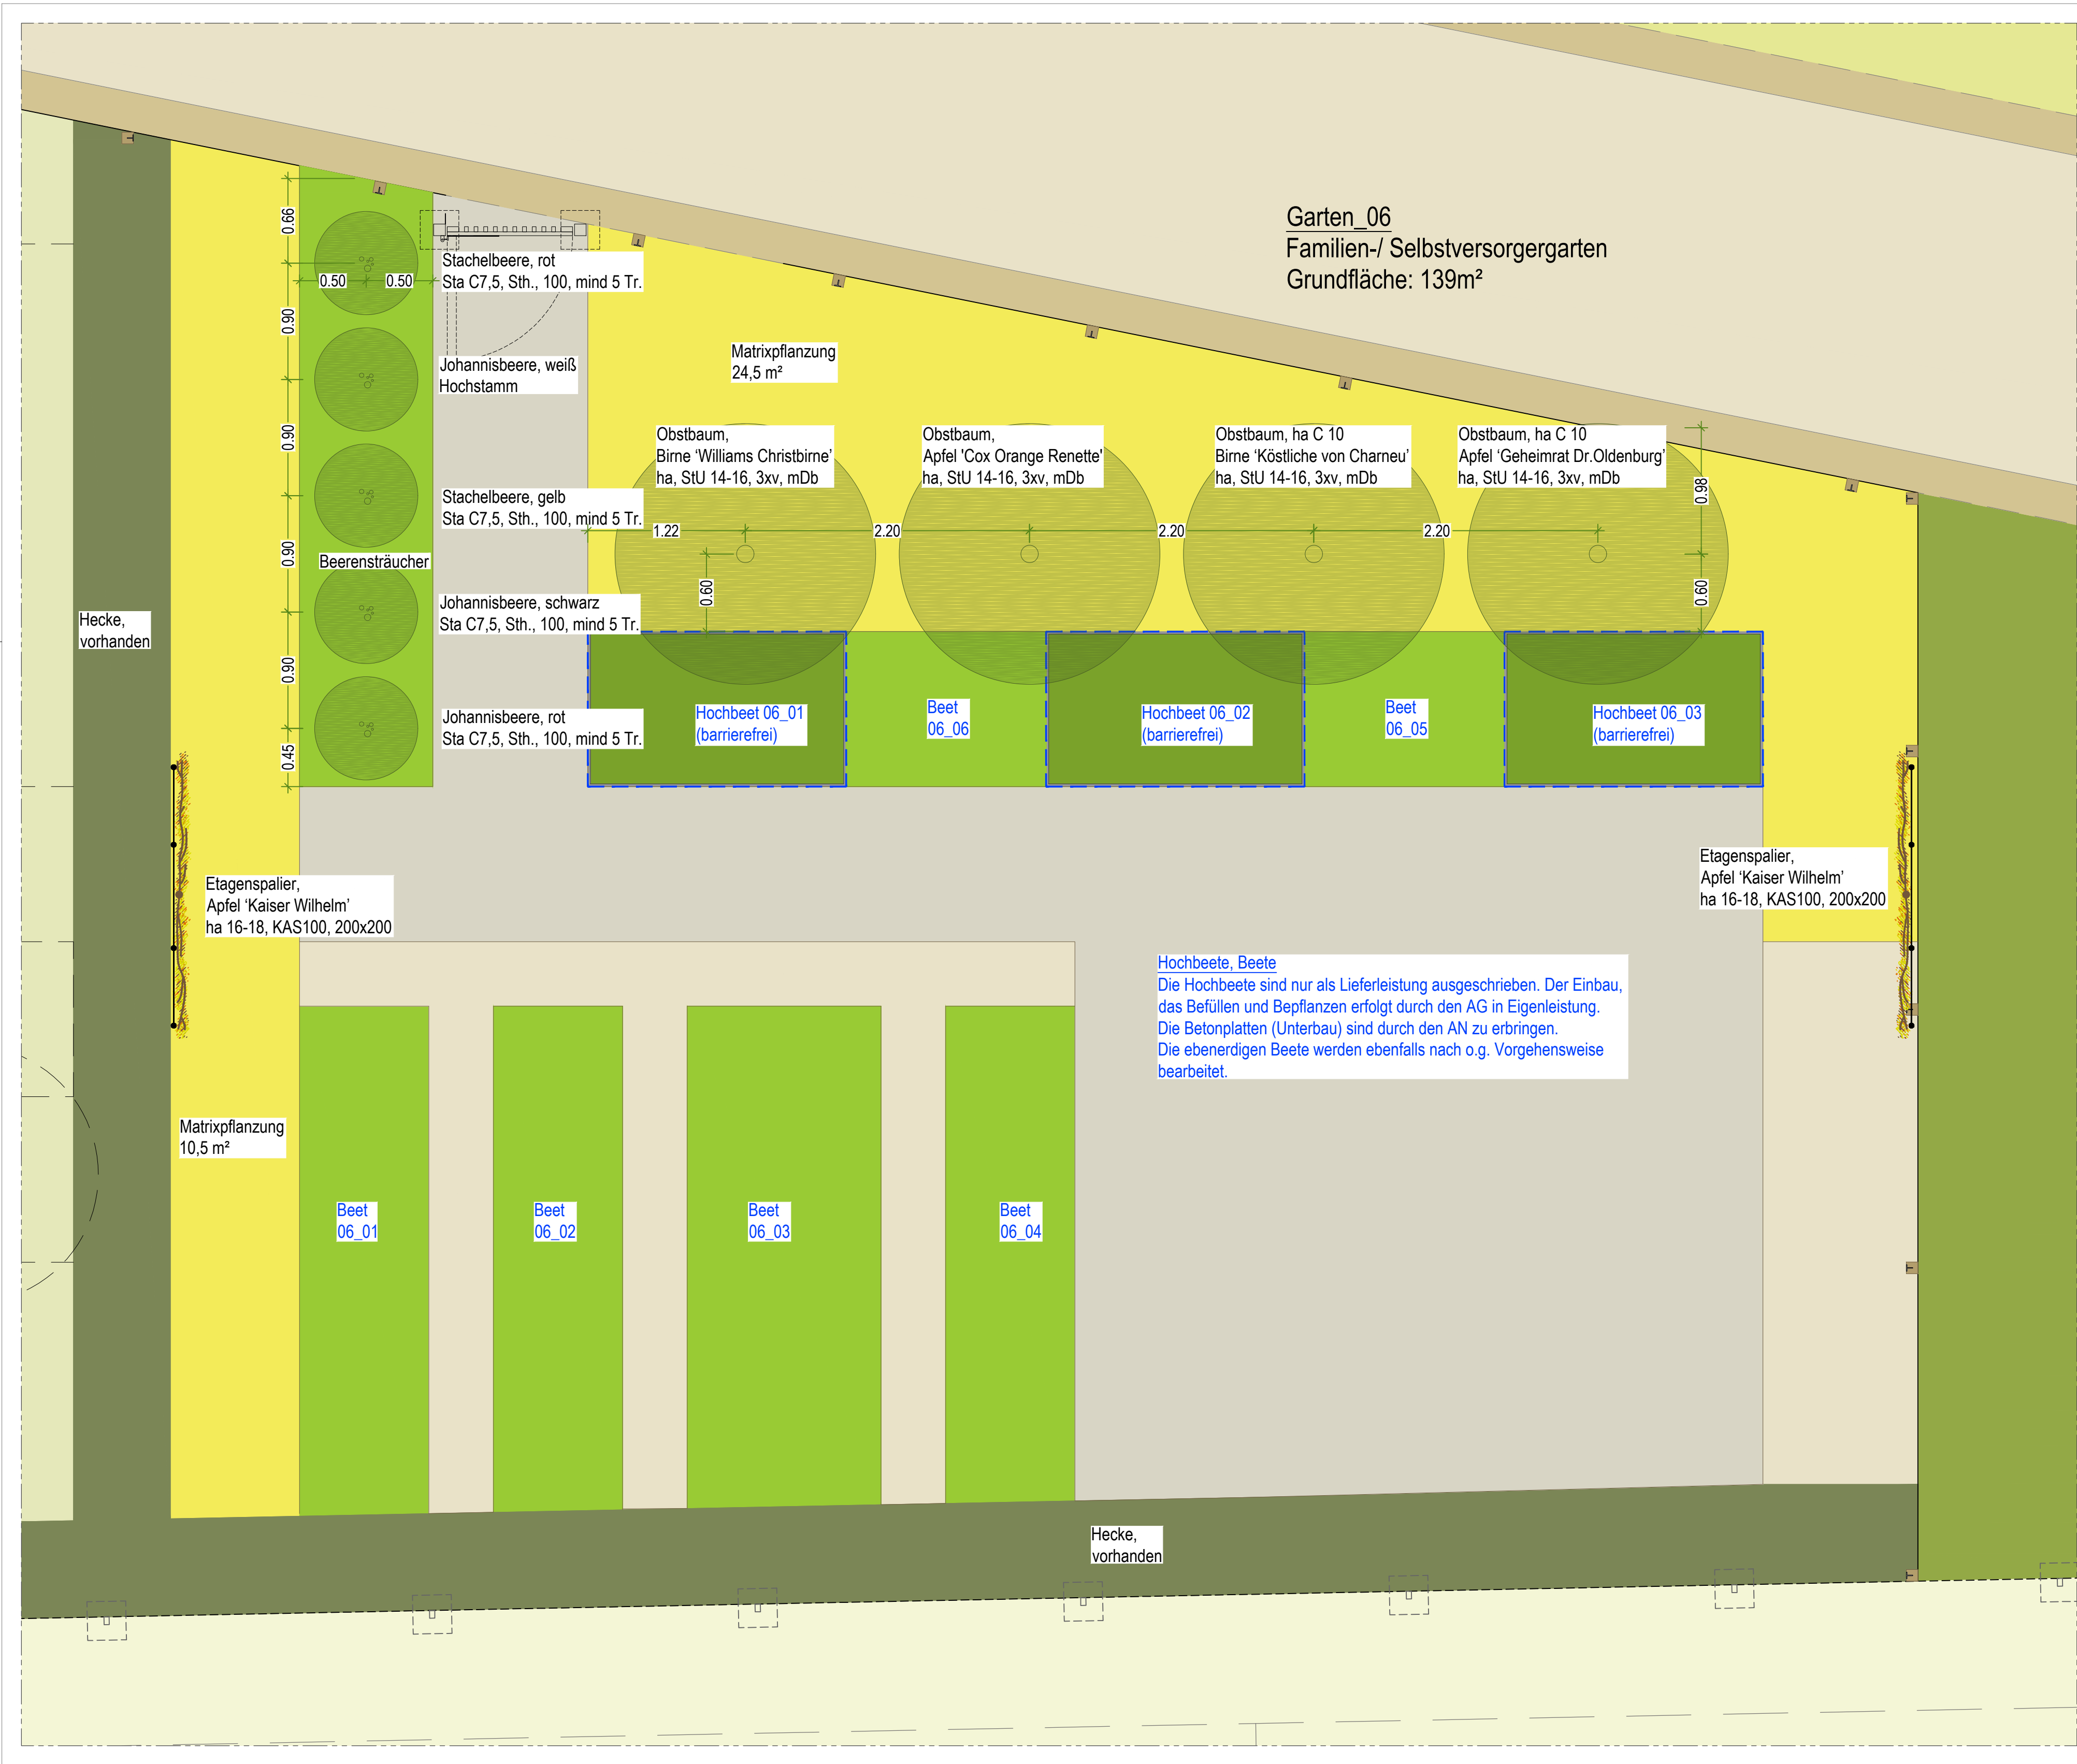 Garten_06
Familien-/ Selbstversorgergarten
Grundfläche: 139m²
0.66
0.50
0.50
Stachelbeere, rot
Sta C7,5, Sth., 100, mind 5 Tr.
0.90
Johannisbeere, weiß
Hochstamm
Matrixpflanzung
24,5 m²
0.90
Obstbaum,
Birne ‘Williams Christbirne’
ha, StU 14-16, 3xv, mDb
Obstbaum,
Apfel 'Cox Orange Renette'
ha, StU 14-16, 3xv, mDb
Obstbaum, ha C 10
Birne ‘Köstliche von Charneu’
ha, StU 14-16, 3xv, mDb
Obstbaum, ha C 10
Apfel ‘Geheimrat Dr.Oldenburg’
ha, StU 14-16, 3xv, mDb
0.98
Stachelbeere, gelb
Sta C7,5, Sth., 100, mind 5 Tr.
1.22
2.20
2.20
2.20
0.90
Beerensträucher
0.60
0.60
Hecke,
vorhanden
Johannisbeere, schwarz
Sta C7,5, Sth., 100, mind 5 Tr.
0.90
Johannisbeere, rot
Sta C7,5, Sth., 100, mind 5 Tr.
0.45
Hochbeet 06_01
(barrierefrei)
Beet
06_06
Hochbeet 06_02
(barrierefrei)
Beet
06_05
Hochbeet 06_03
(barrierefrei)
Etagenspalier,
Apfel ‘Kaiser Wilhelm’
ha 16-18, KAS100, 200x200
Etagenspalier,
Apfel ‘Kaiser Wilhelm’
ha 16-18, KAS100, 200x200
Hochbeete, Beete
Die Hochbeete sind nur als Lieferleistung ausgeschrieben. Der Einbau,
das Befüllen und Bepflanzen erfolgt durch den AG in Eigenleistung.
Die Betonplatten (Unterbau) sind durch den AN zu erbringen.
Die ebenerdigen Beete werden ebenfalls nach o.g. Vorgehensweise
bearbeitet.
Matrixpflanzung
10,5 m²
Beet
06_01
Beet
06_02
Beet
06_03
Beet
06_04
Hecke,
vorhanden